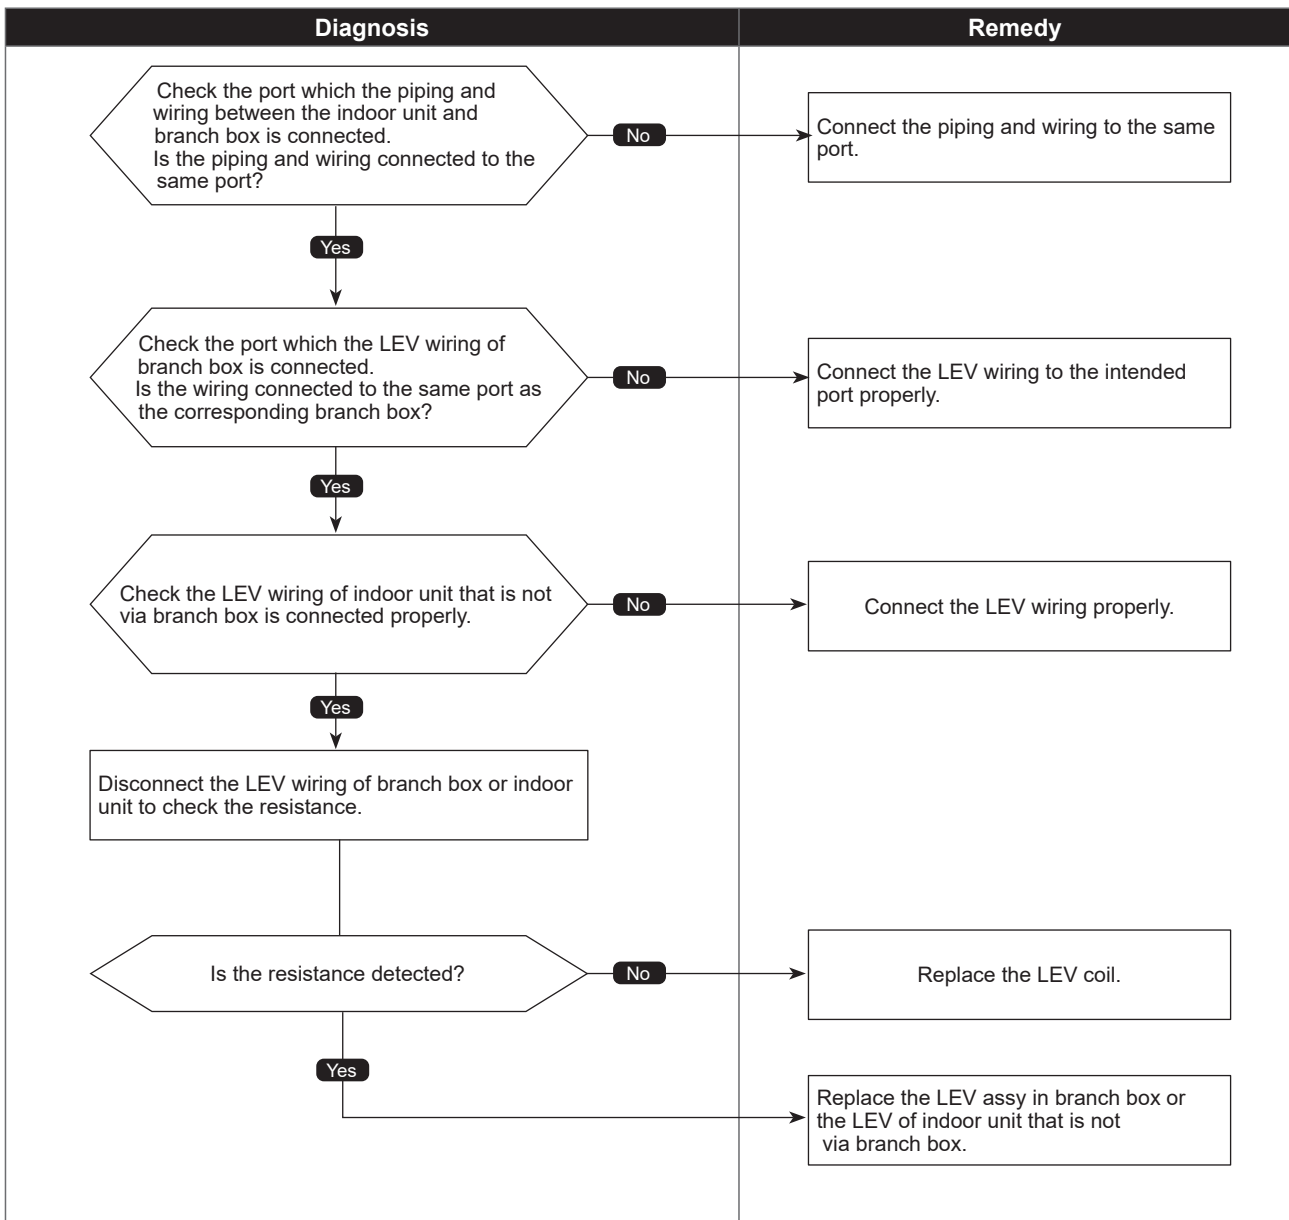 Diagnosis
Remedy
Check the port which the piping and
wiring between the indoor unit and
branch box is connected.
Is the piping and wiring connected to the
same port?
No
Connect the piping and wiring to the same
port.
Yes
Check the port which the LEV wiring of
branch box is connected.
Is the wiring connected to the same port as
the corresponding branch box?
No
Connect the LEV wiring to the intended
port properly.
Yes
Check the LEV wiring of indoor unit that is not
via branch box is connected properly.
No
Connect the LEV wiring properly.
Yes
Disconnect the LEV wiring of branch box or indoor
unit to check the resistance.
Is the resistance detected?
No
Replace the LEV coil.
Yes
Replace the LEV assy in branch box or
the LEV of indoor unit that is not
via branch box.